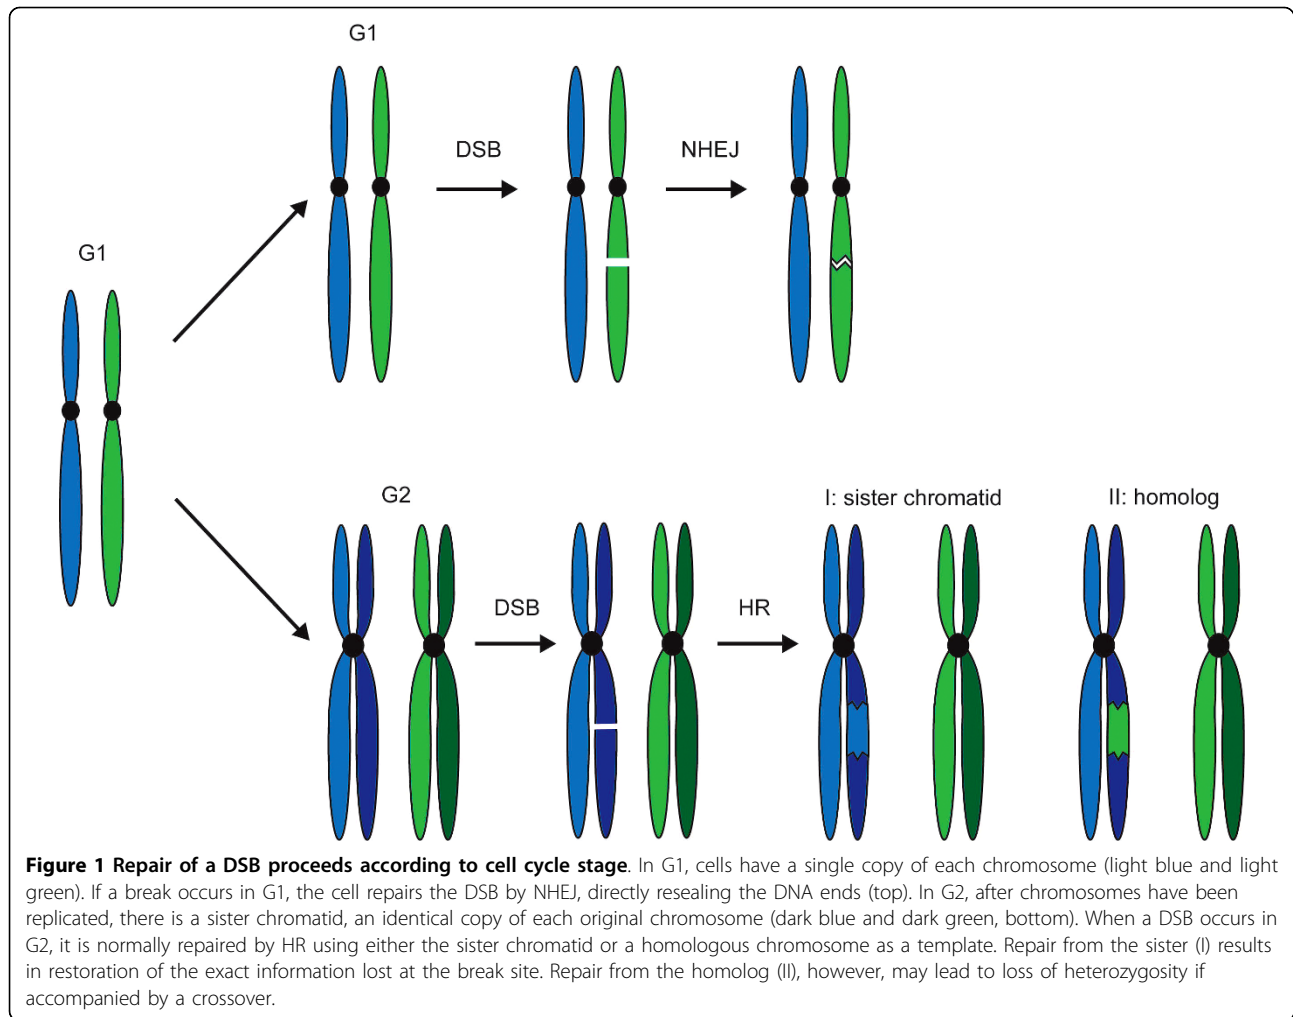 G1
DSB
NHEJ
G1
G2
I: sister chromatid
II: homolog
DSB
HR
Figure 1 Repair of a DSB proceeds according to cell cycle stage. In G1, cells have a single copy of each chromosome (light blue and light
green). If a break occurs in G1, the cell repairs the DSB by NHEJ, directly resealing the DNA ends (top). In G2, after chromosomes have been
replicated, there is a sister chromatid, an identical copy of each original chromosome (dark blue and dark green, bottom). When a DSB occurs in
G2, it is normally repaired by HR using either the sister chromatid or a homologous chromosome as a template. Repair from the sister (I) results
in restoration of the exact information lost at the break site. Repair from the homolog (II), however, may lead to loss of heterozygosity if
accompanied by a crossover.